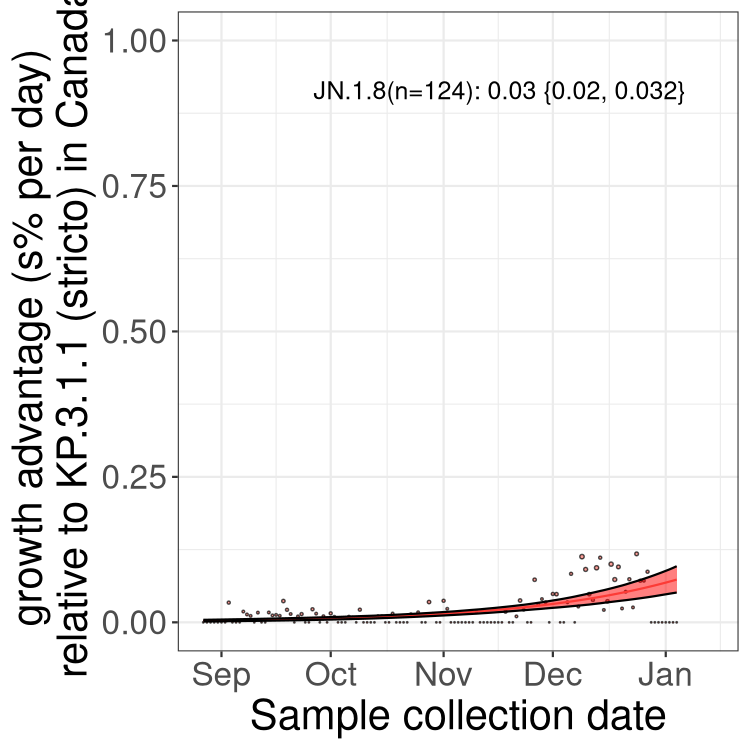 growth advantage (s% per day)
relative to KP.3.1.1 (stricto) in Canada
1.00
JN.1.8(n=124): 0.03 {0.02, 0.032}
0.75
0.50
0.25
0.00
Sep Oct Nov Dec Jan
Sample collection date